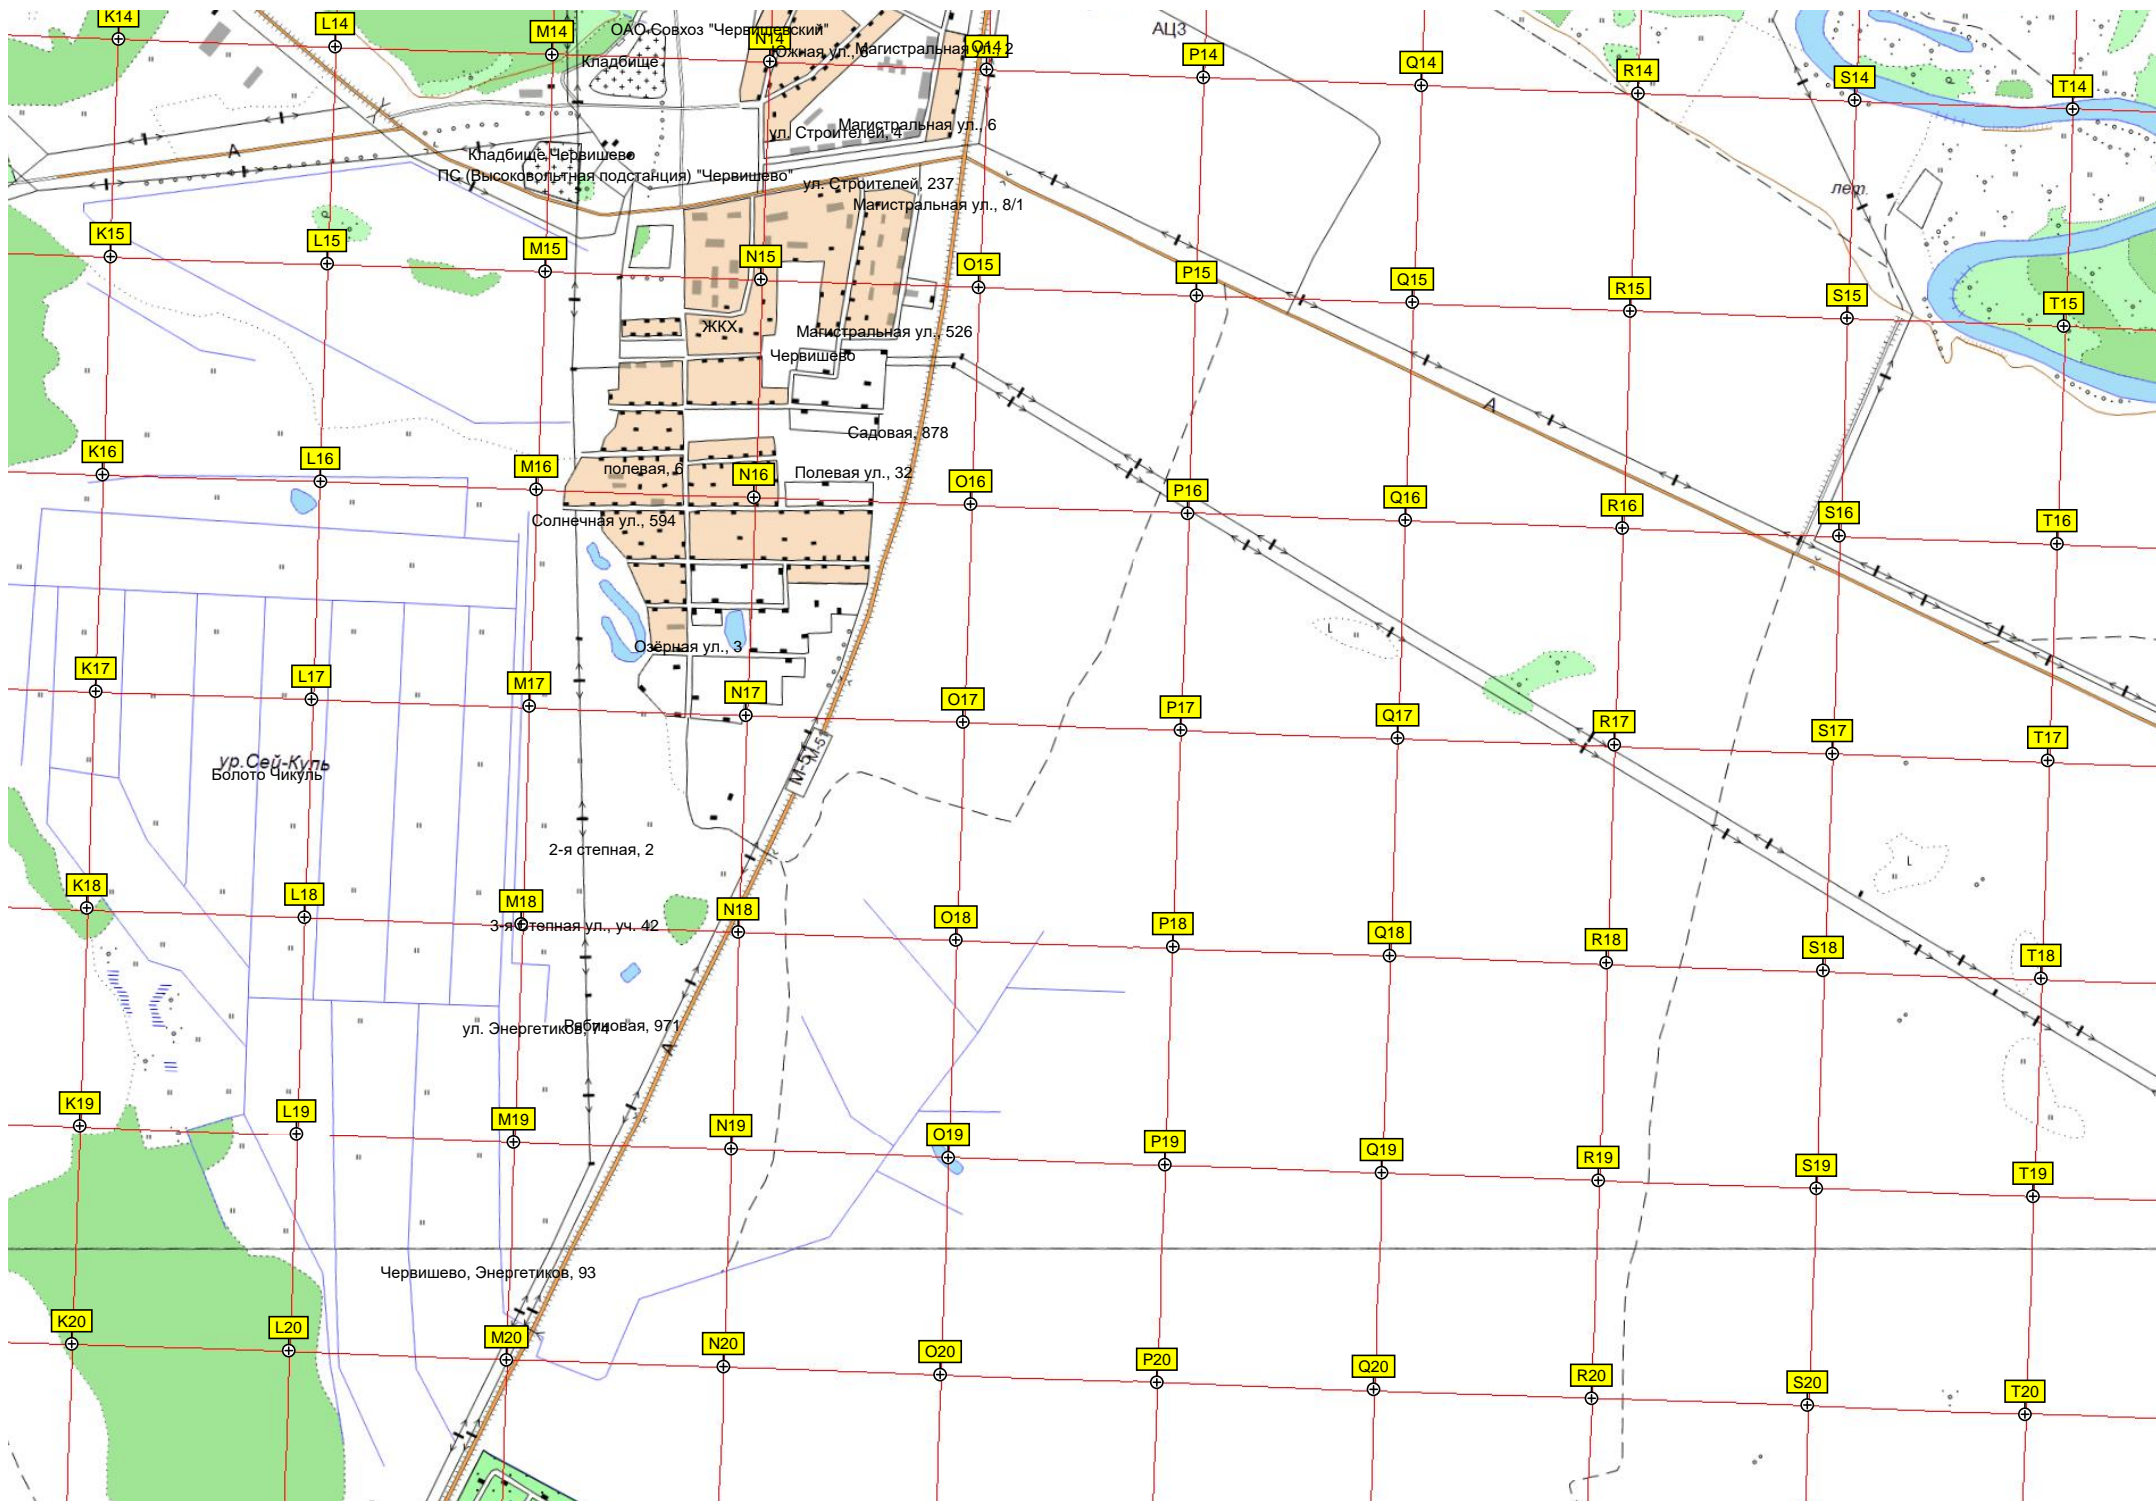 K14
L14
M14
ОАО Совхоз "Червишевский"
N14
Южная ул., 8
Магистральная ул., 2
O14
АЦЗ
P14
Q14
R14
S14
T14
Кладбище
ул. Строителей, 4
Магистральная ул., 6
А
Кладбище Червишево
ПС (Высоковольтная подстанция) "Червишево"
ул. Строителей, 237
Магистральная ул., 8/1
лет.
K15
L15
M15
N15
O15
P15
Q15
R15
S15
T15
ЖКХ
Магистральная ул., 526
Червишево
А
Садовая, 878
K16
L16
M16
полевая, 6
N16
Полевая ул., 32
O16
P16
Q16
R16
S16
T16
Солнечная ул., 594
L
Озёрная ул., 3
K17
L17
M17
N17
O17
P17
Q17
R17
S17
T17
ур.Сей-Куль
Болото Чикуль
М-51
М-5
2-я степная, 2
L
K18
L18
M18
3-я Степная ул., уч. 42
N18
O18
P18
Q18
R18
S18
T18
ул. Энергетиков, 74
Рябиновая, 971
А
K19
L19
M19
N19
O19
P19
Q19
R19
S19
T19
Червишево, Энергетиков, 93
K20
L20
M20
N20
O20
P20
Q20
R20
S20
T20